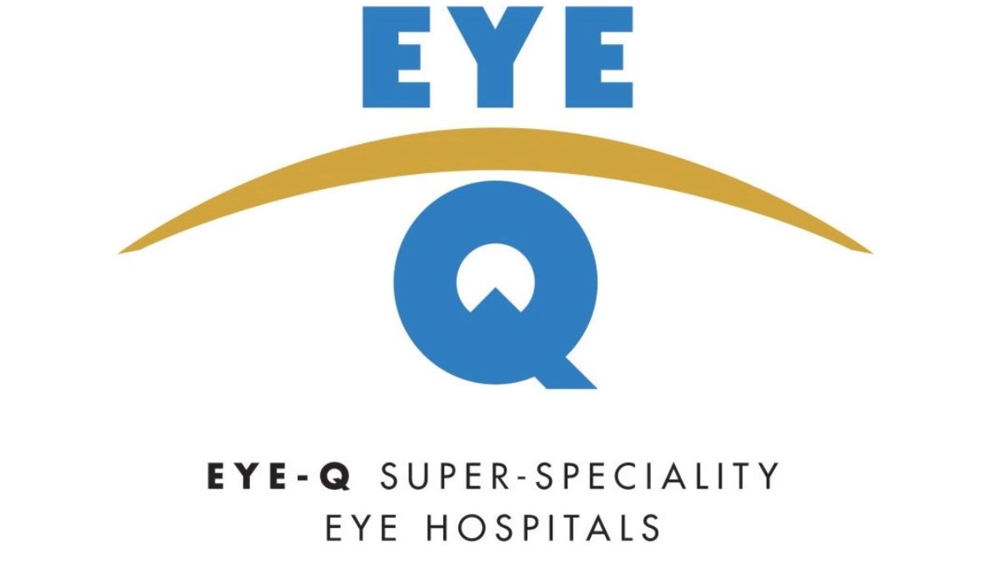 EYE
Q
EYE-Q SUPER-SPECIALITY
EYE HOSPITALS